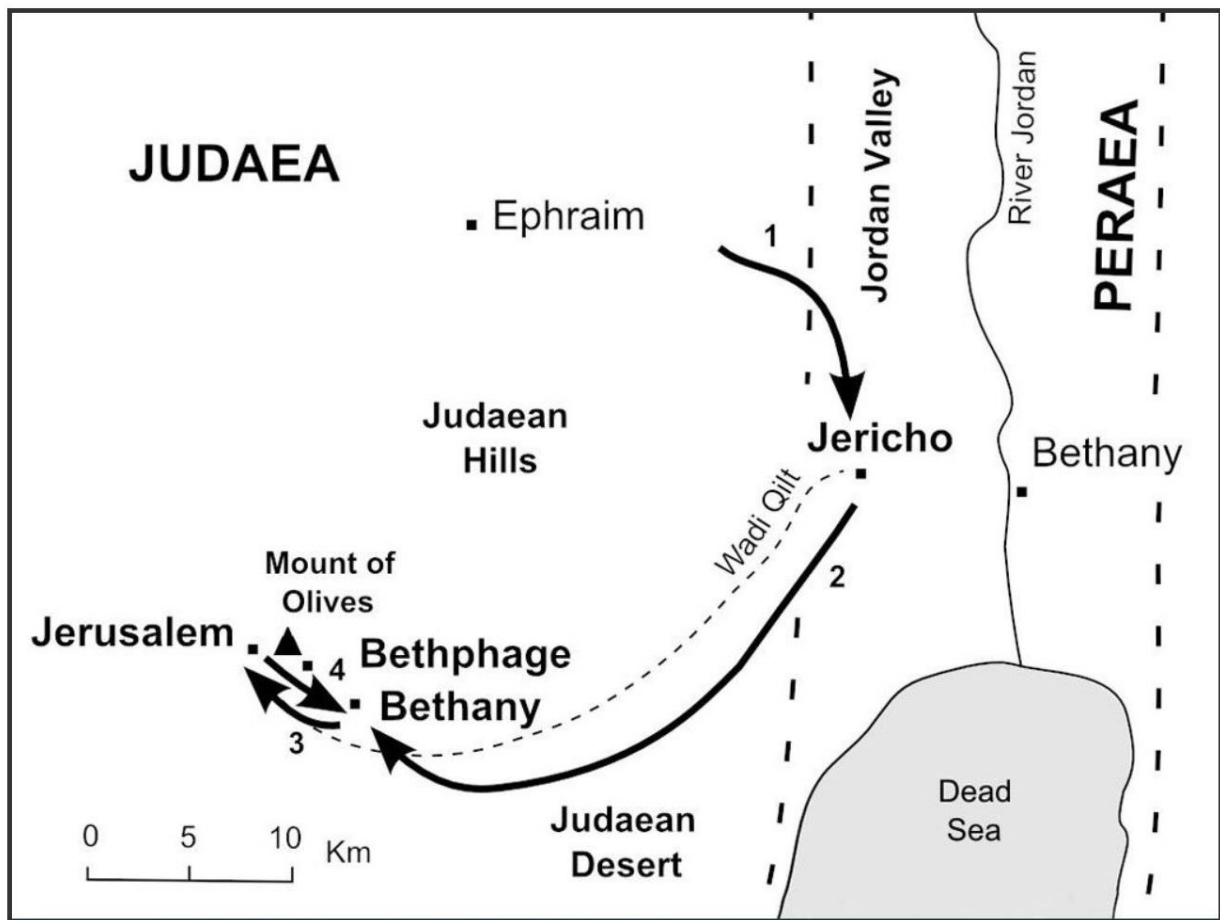 JUDAEA
Ephraim
1
Jordan Valley
River Jordan
PERAEA
Judaean
Hills
Jericho
Bethany
Wadi Qilt
2
Mount of
Olives
Jerusalem
4
Bethphage
Bethany
3
Judaean
Desert
Dead
Sea
0 5 10 Km